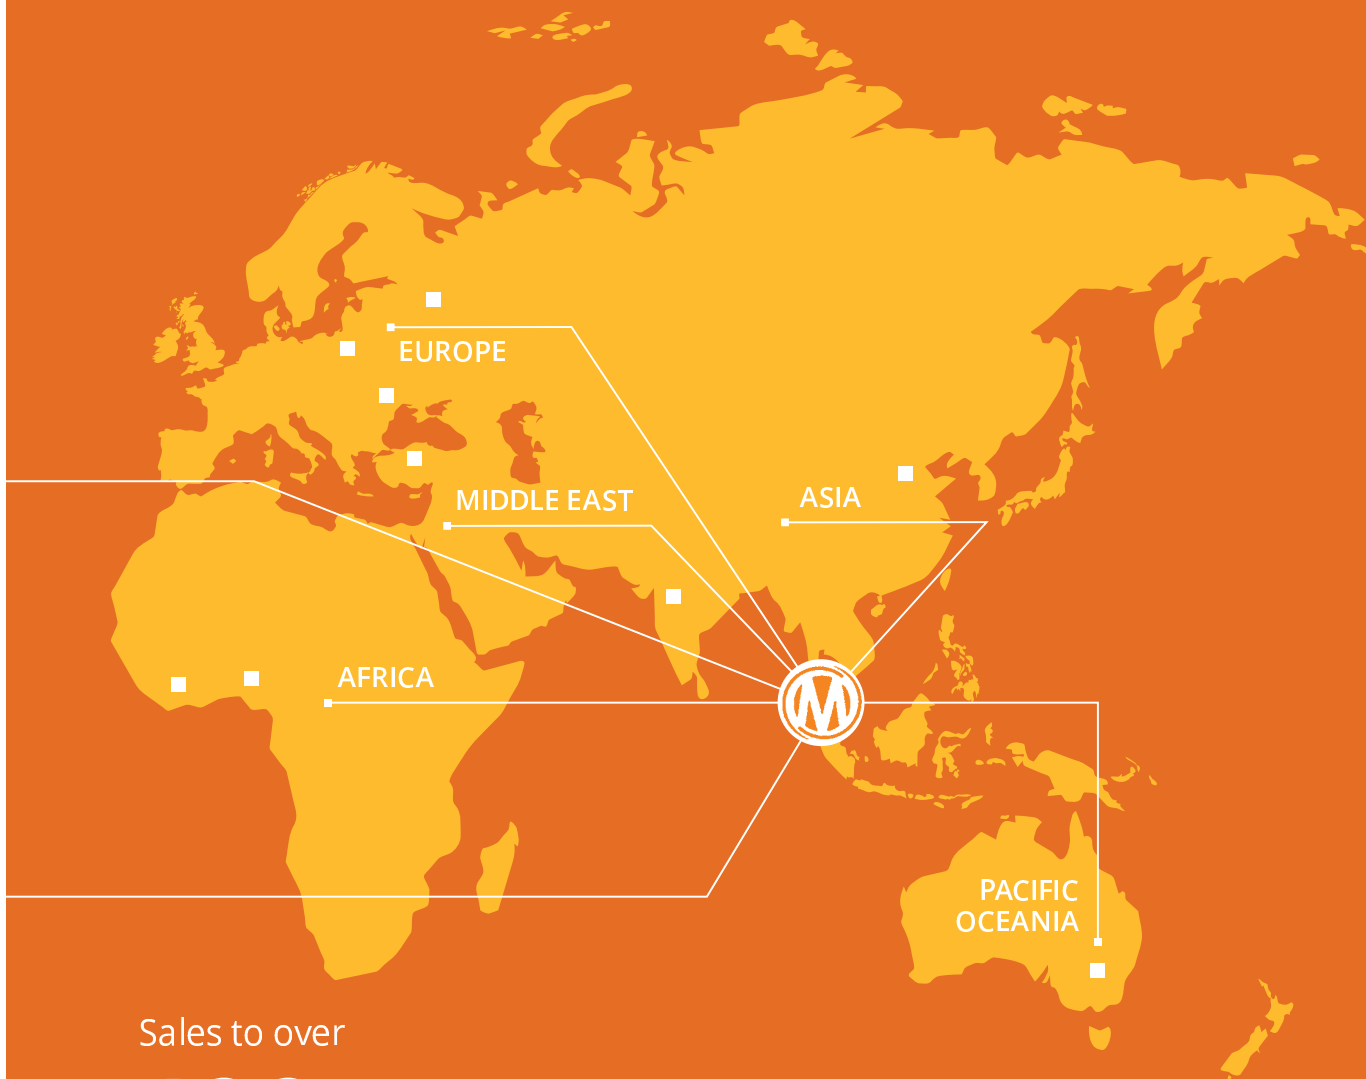 EUROPE
MIDDLE EAST
ASIA
AFRICA
M
PACIFIC
OCEANIA
Sales to over